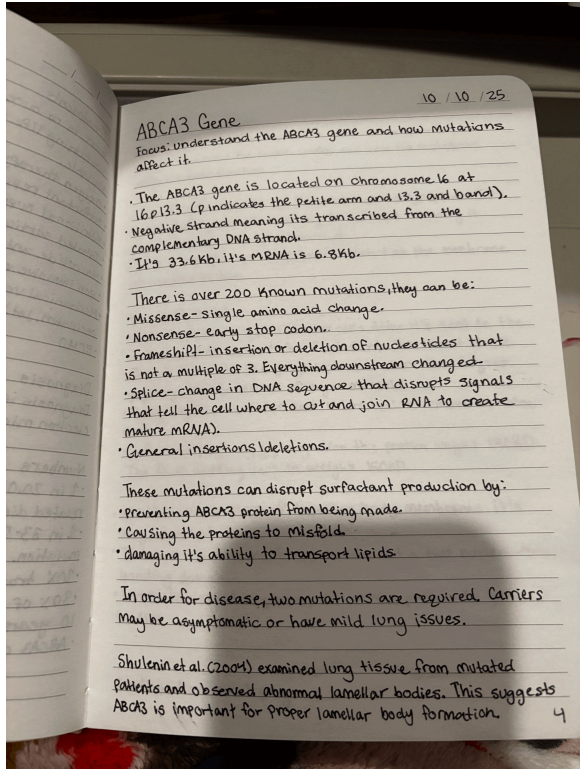 10/10/25
ABCA3 Gene
Focus: understand the ABCA3 gene and how mutations
affect it.
· The ABCA3 gene is located on chromosome 16 at
16p13.3 (p indicates the petite arm and 13.3 and band).
· Negative strand meaning its transcribed from the
complementary DNA strand.
· It's 33.6Kb, it's mRNA is 6.8Kb.
There is over 200 known mutations, they can be:
· Missense- single amino acid change.
· Nonsense- early stop codon.
· Frameshift- insertion or deletion of nucleotides that
is not a multiple of 3. Everything downstream changed
· Splice- change in DNA sequence that disrupts signals
that tell the cell where to cut and join RNA to create
mature mRNA).
· General insertions/deletions.
These mutations can disrupt surfactant production by:
· Preventing ABCA3 protein from being made.
· Causing the proteins to misfold.
· damaging it's ability to transport lipids
In order for disease, two mutations are required. Carriers
may be asymptomatic or have mild lung issues.
Shulenin et al. (2004) examined lung tissue from mutated
patients and observed abnormal lamellar bodies. This suggests
ABCA3 is important for proper lamellar body formation.
4